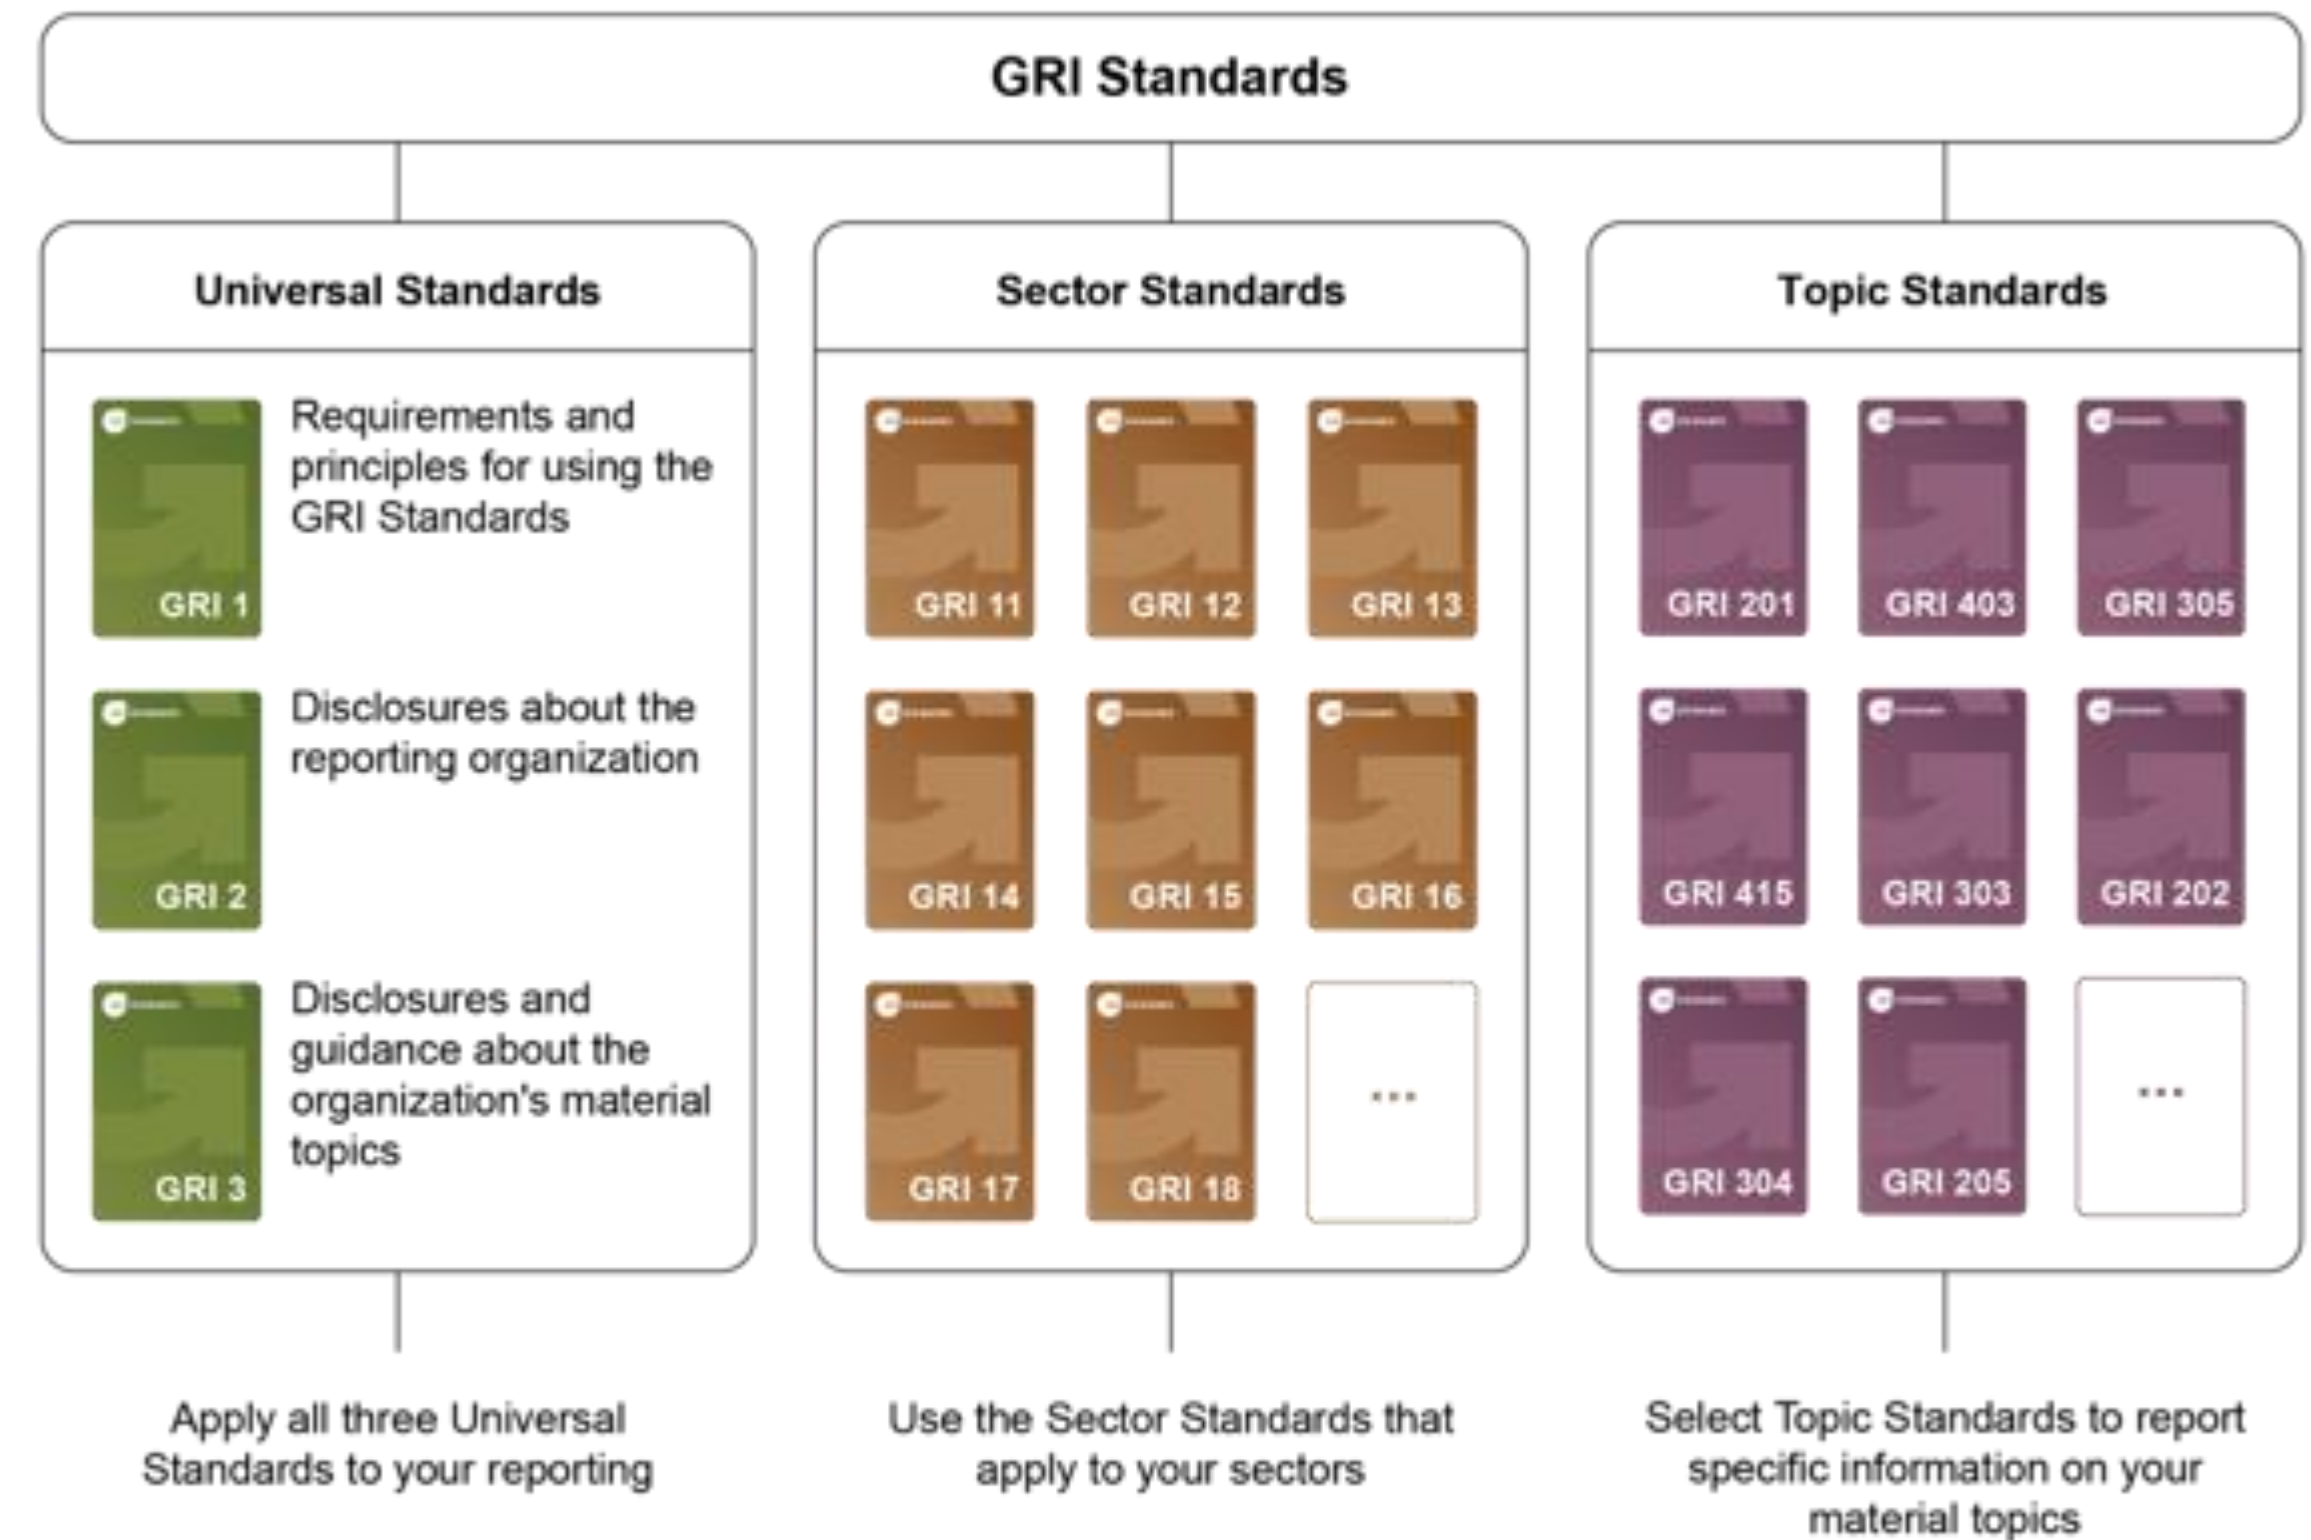 GRI Standards
Universal Standards
GRI 1
Requirements and
principles for using the
GRI Standards
GRI 2
Disclosures about the
reporting organization
GRI 3
Disclosures and
guidance about the
organization's material
topics
Apply all three Universal
Standards to your reporting
Sector Standards
GRI 11
GRI 12
GRI 13
GRI 14
GRI 15
GRI 16
GRI 17
GRI 18
...
Use the Sector Standards that
apply to your sectors
Topic Standards
GRI 201
GRI 403
GRI 305
GRI 415
GRI 303
GRI 202
GRI 304
GRI 205
...
Select Topic Standards to report
specific information on your
material topics